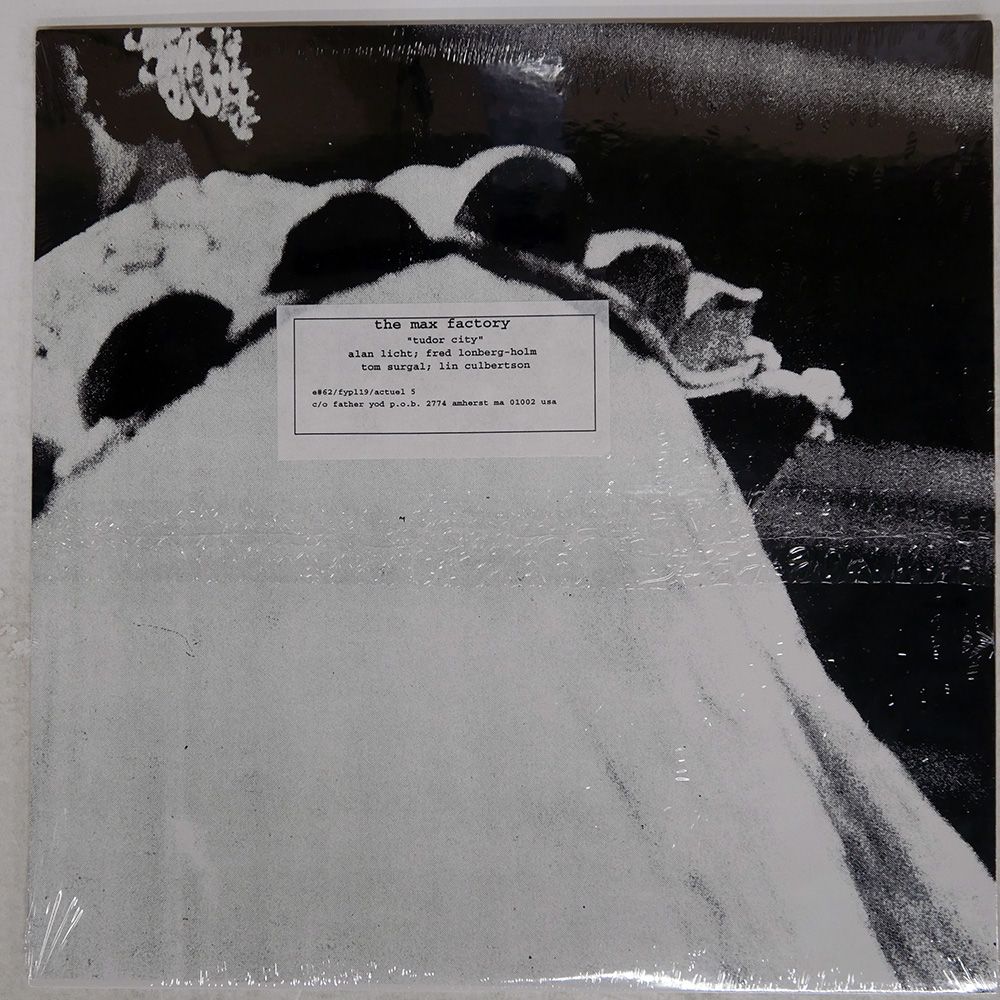 the max factory
"tudor city"
alan licht; fred lonberg-holm
tom surgal; lin culbertson
e#62/fyp119/actuel 5
c/o father yod p.o.b. 2774 amherst ma 01002 usa